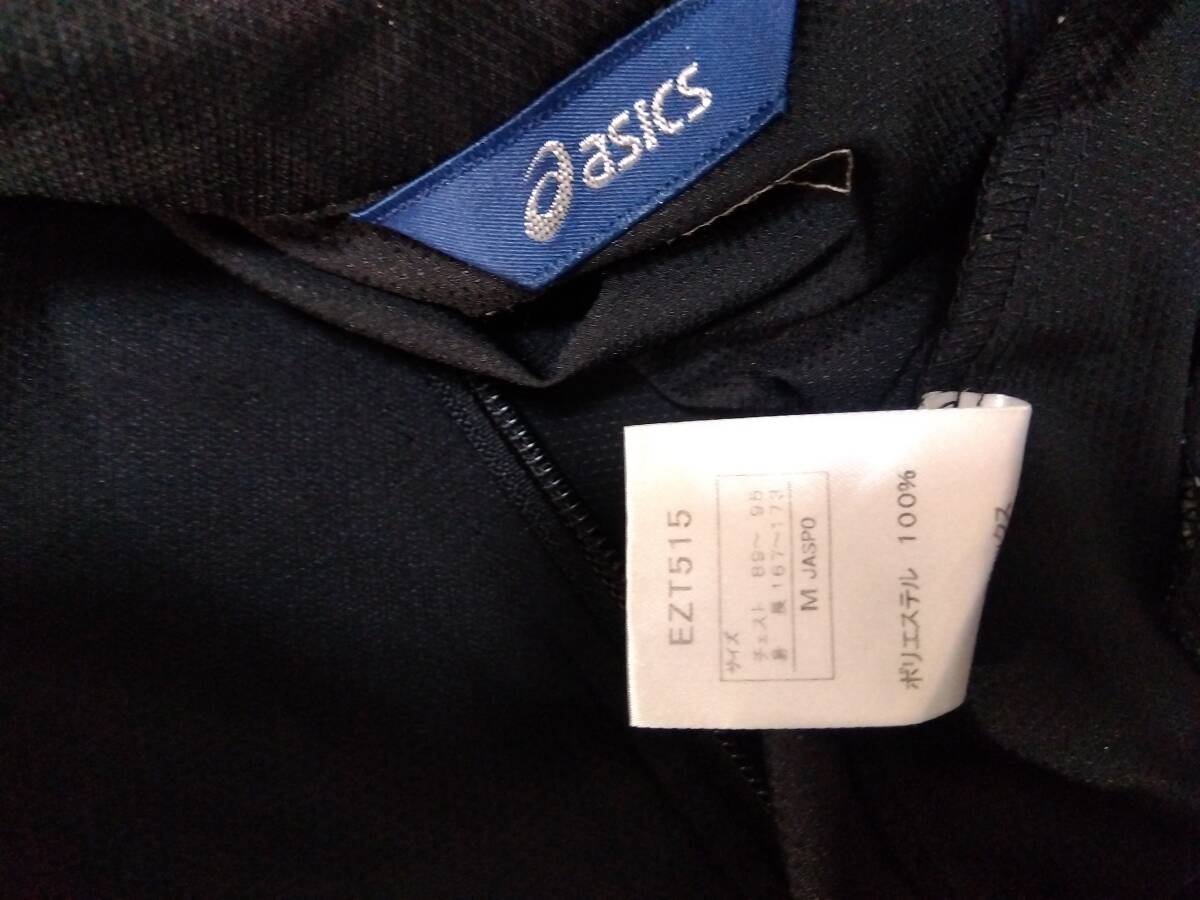 asics
EZT515
サイズ
チェスト 89～95
身 長 167～173
M JASPO
ポリエステル 100%